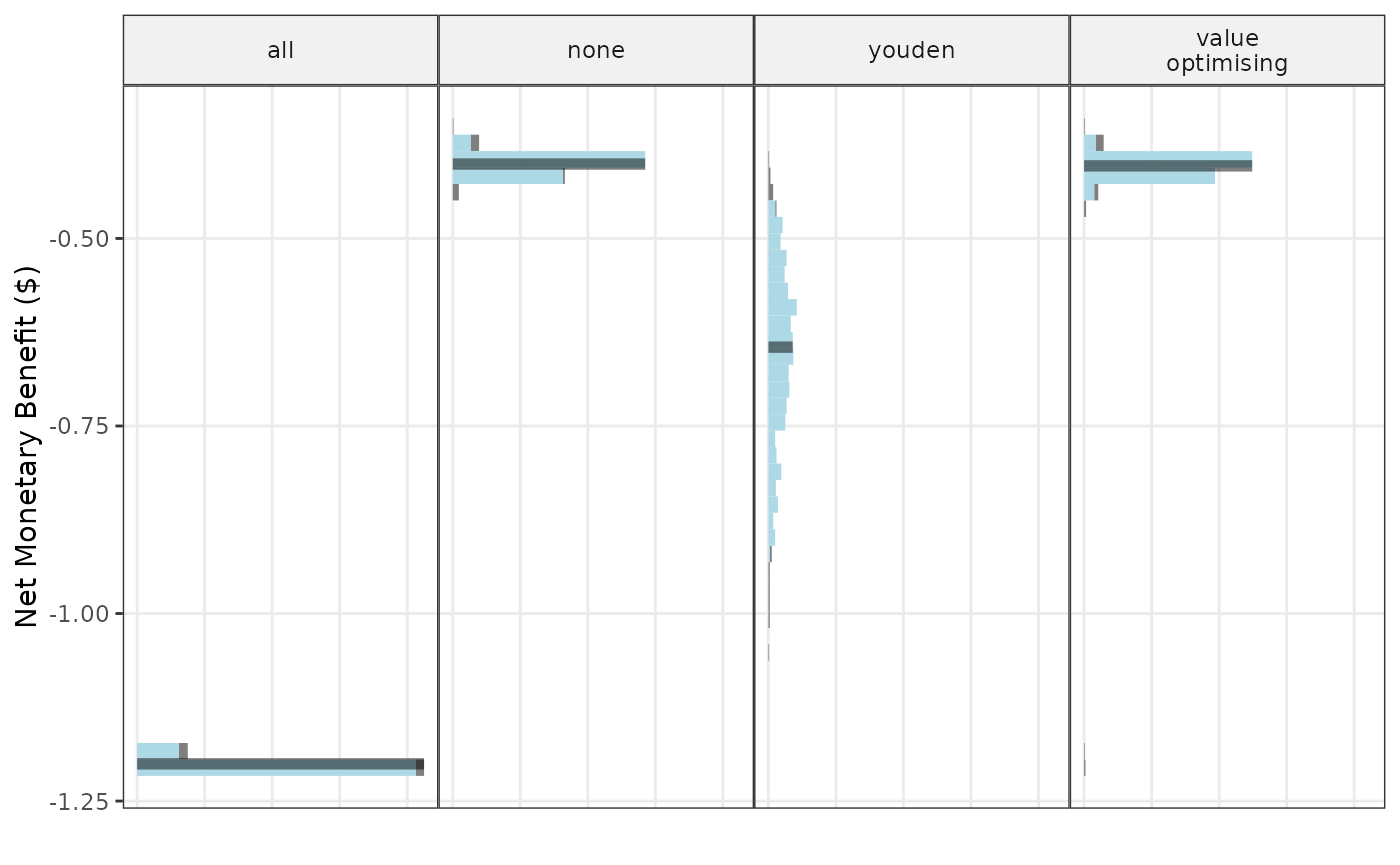 all
none
youden
value
optimising
Net Monetary Benefit ($)
-0.50
-0.75
-1.00
-1.25